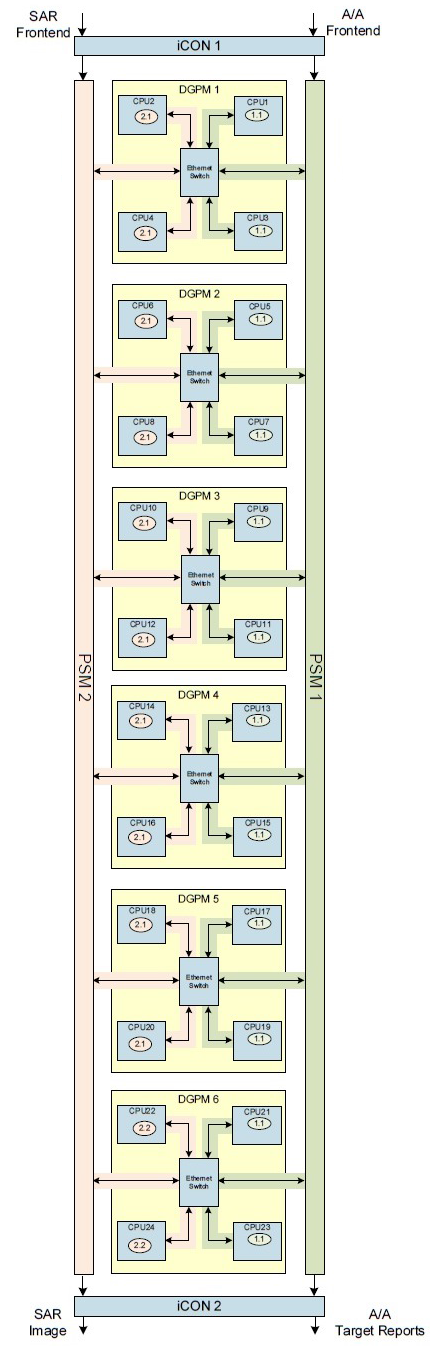 SAR
Frontend
A/A
Frontend
iCON 1
DGPM 1
CPU2
2.1
CPU1
1.1
Ethernet
Switch
CPU4
2.1
CPU3
1.1
DGPM 2
CPU6
2.1
CPU5
1.1
Ethernet
Switch
CPU8
2.1
CPU7
1.1
DGPM 3
CPU10
2.1
CPU9
1.1
Ethernet
Switch
CPU12
2.1
CPU11
1.1
PSM 2
PSM 1
DGPM 4
CPU14
2.1
CPU13
1.1
Ethernet
Switch
CPU16
2.1
CPU15
1.1
DGPM 5
CPU18
2.1
CPU17
1.1
Ethernet
Switch
CPU20
2.1
CPU19
1.1
DGPM 6
CPU22
2.2
CPU21
1.1
Ethernet
Switch
CPU24
2.2
CPU23
1.1
iCON 2
SAR
Image
A/A
Target Reports